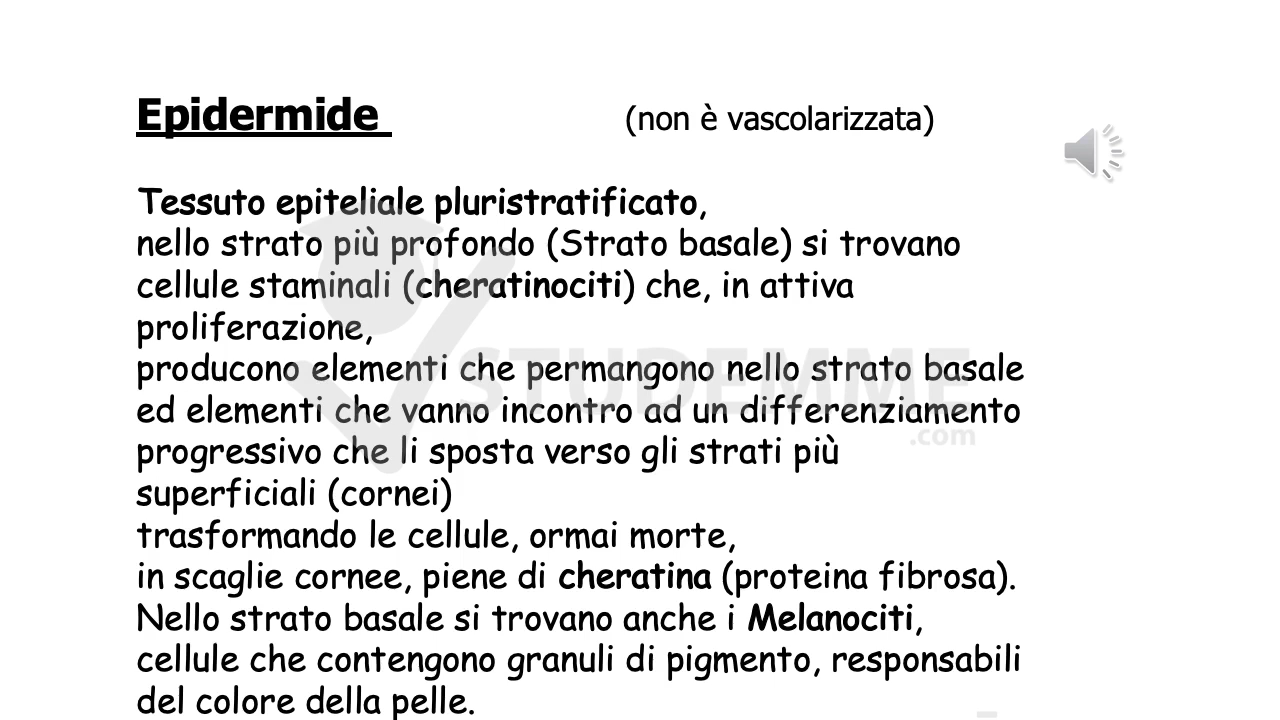 Epidermide (non è vascolarizzata)
Tessuto epiteliale pluristratificato,
nello strato più profondo (Strato basale) si trovano
cellule staminali (cheratinociti) che, in attiva
proliferazione,
producono elementi che permangono nello strato basale
ed elementi che vanno incontro ad un differenziamento
progressivo che li sposta verso gli strati più
superficiali (cornei)
trasformando le cellule, ormai morte,
in scaglie cornee, piene di cheratina (proteina fibrosa).
Nello strato basale si trovano anche i Melanociti,
cellule che contengono granuli di pigmento, responsabili
del colore della pelle.
STUDEMME
.com